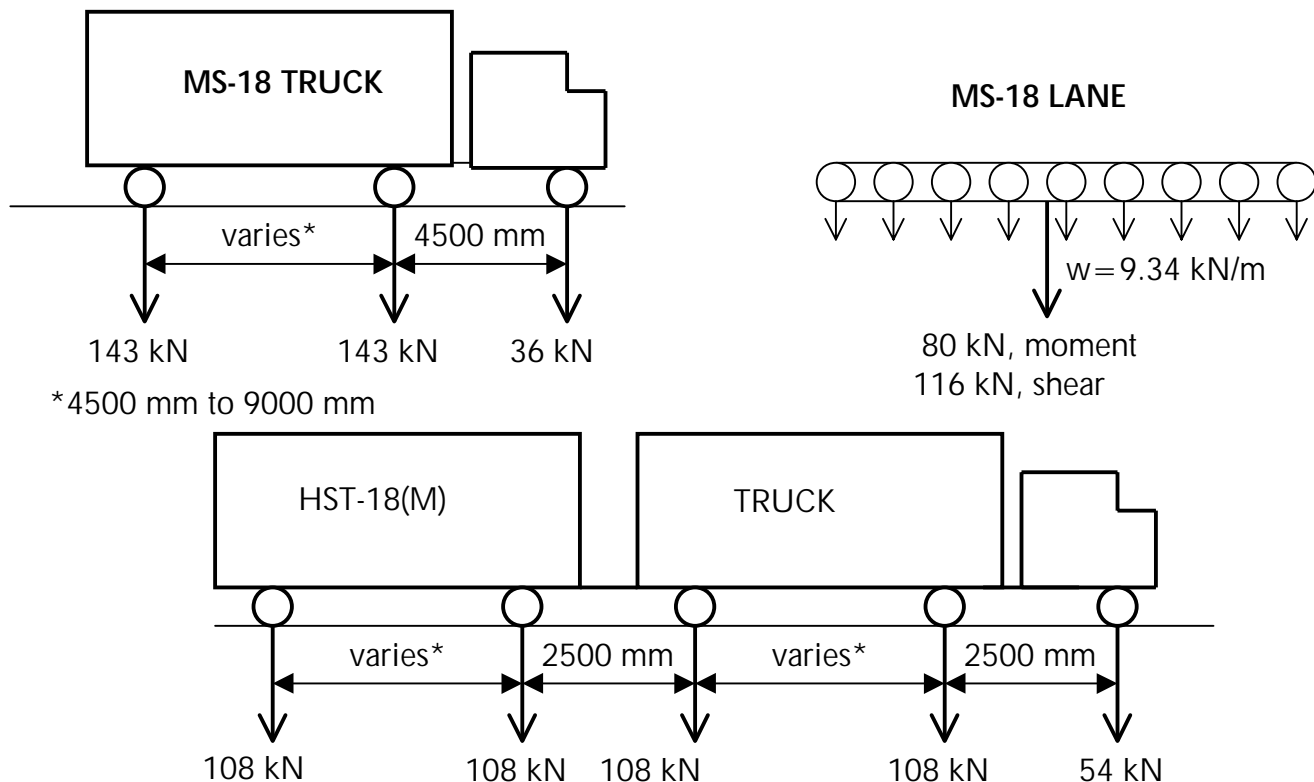 MS-18 TRUCK
varies*
4500 mm
143 kN
143 kN
36 kN
*4500 mm to 9000 mm
MS-18 LANE
w=9.34 kN/m
80 kN, moment
116 kN, shear
HST-18(M)
TRUCK
varies*
2500 mm
varies*
2500 mm
108 kN
108 kN
108 kN
108 kN
54 kN